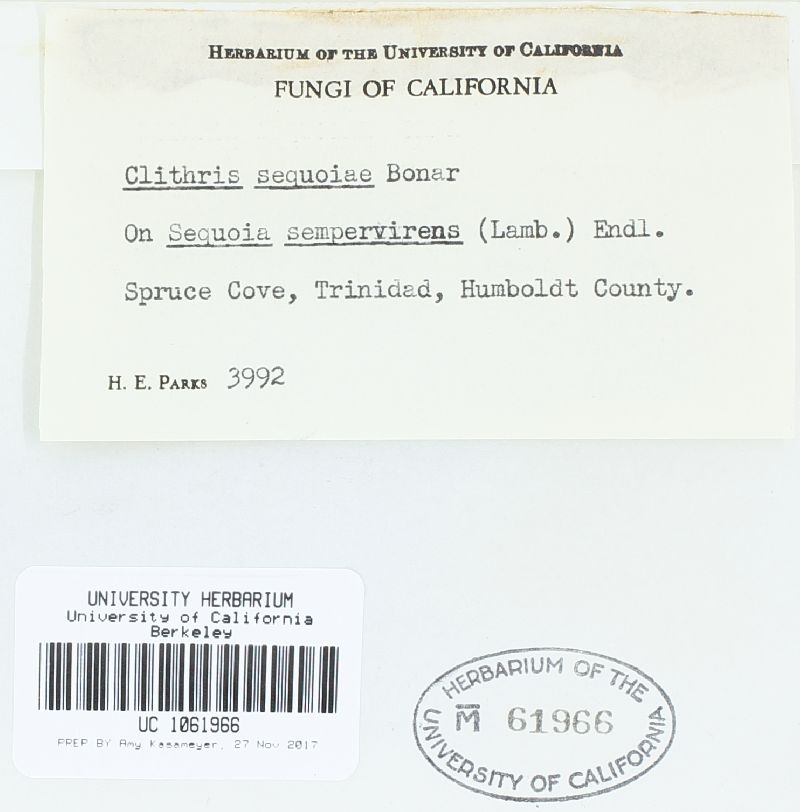 HERBARIUM OF THE UNIVERSITY OF CALIFORNIA
FUNGI OF CALIFORNIA
Clithris sequoiae Bonar
On Sequoia sempervirens (Lamb.) Endl.
Spruce Cove, Trinidad, Humboldt County.
H. E. PARKS 3992
UNIVERSITY HERBARIUM
University of California
Berkeley
UC 1061966
PREP BY Amy Kasameyer, 27 Nov 2017
HERBARIUM OF THE
M̅ 61966
UNIVERSITY OF CALIFORNIA